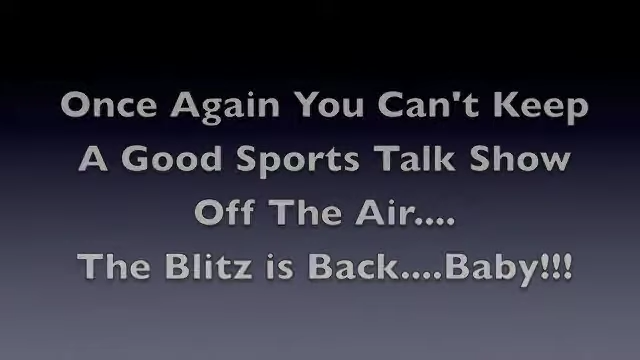 Once Again You Can't Keep
A Good Sports Talk Show
Off The Air....
The Blitz is Back....Baby!!!